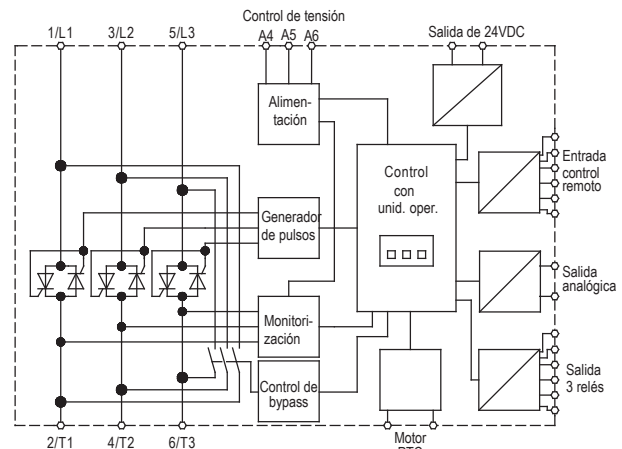 Control de tensión
1/L1
3/L2
5/L3
A4
A5
A6
Salida de 24VDC
Alimen-
tación
Control
con
unid. oper.
Entrada
control
remoto
Generador
de pulsos
Salida
analógica
Monitori-
zación
Control de
bypass
Salida
3 relés
2/T1
4/T2
6/T3
Motor
PTC